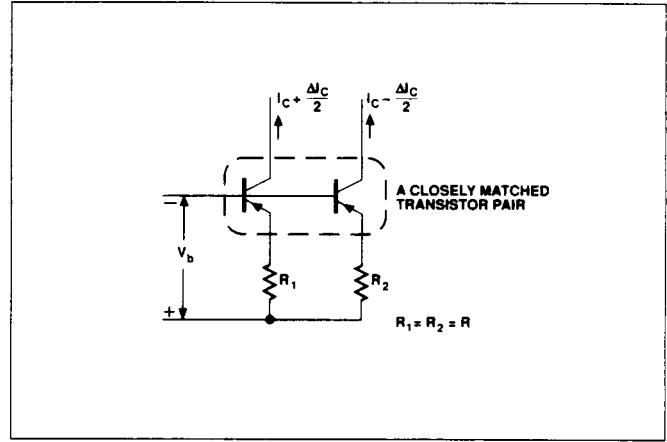 I_C + ΔI_C/2
I_C − ΔI_C/2
A CLOSELY MATCHED
TRANSISTOR PAIR
−
V_b
R_1
R_2
+
R_1 = R_2 = R